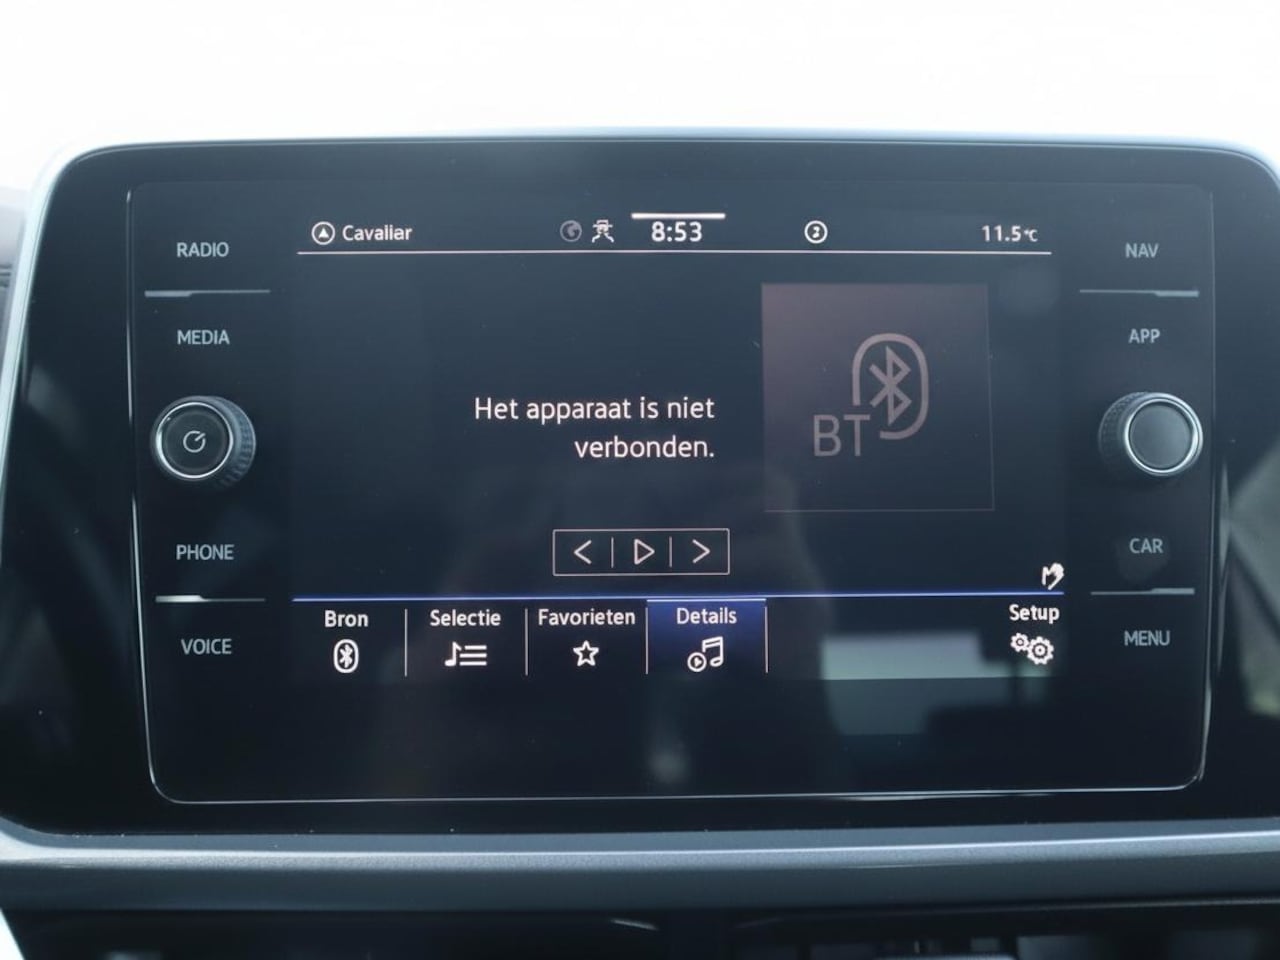 RADIO
MEDIA
PHONE
VOICE
Cavalier
8:53
2
11.5°C
Het apparaat is niet
verbonden.
BT
Bron
Selectie
Favorieten
Details
Setup
NAV
APP
CAR
MENU